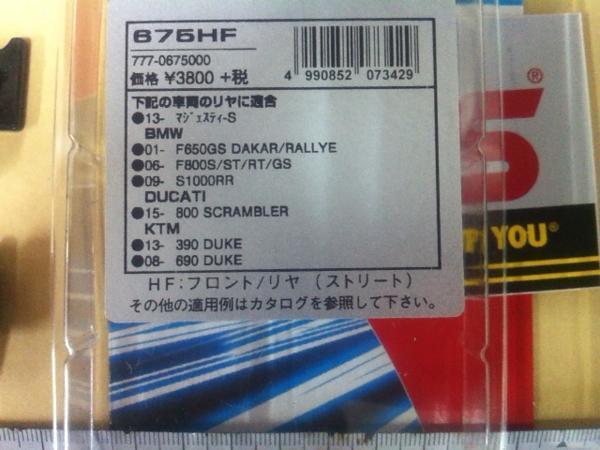 675HF
777-0675000
価格 ¥3800 +税
4 990852 073429
下記の車両のリヤに適合
●13- マジェスティ-S
BMW
●01- F650GS DAKAR/RALLYE
●06- F800S/ST/RT/GS
●09- S1000RR
DUCATI
●15- 800 SCRAMBLER
KTM
●13- 390 DUKE
●08- 690 DUKE
HF:フロント/リヤ (ストリート)
その他の適用例はカタログを参照して下さい。
®
YOU®